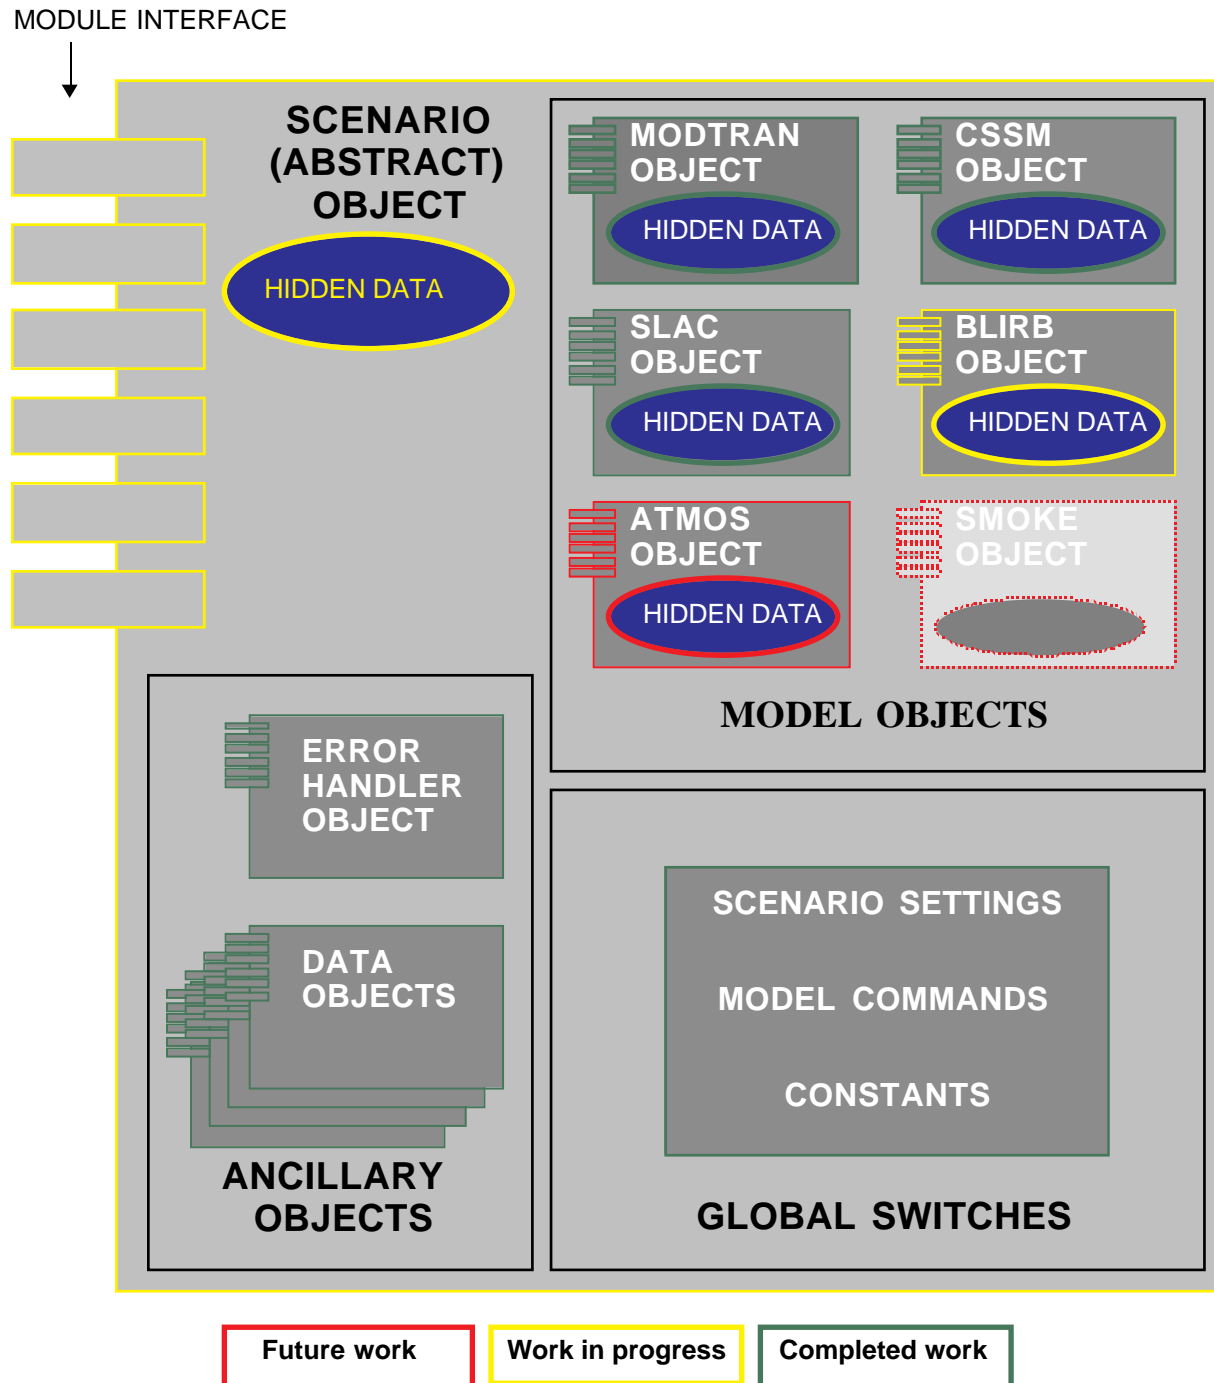 MODULE INTERFACE
SCENARIO
(ABSTRACT)
OBJECT
HIDDEN DATA
MODTRAN
OBJECT
HIDDEN DATA
CSSM
OBJECT
HIDDEN DATA
SLAC
OBJECT
HIDDEN DATA
BLIRB
OBJECT
HIDDEN DATA
ATMOS
OBJECT
HIDDEN DATA
SMOKE
OBJECT
MODEL OBJECTS
ERROR
HANDLER
OBJECT
DATA
OBJECTS
ANCILLARY
OBJECTS
SCENARIO SETTINGS
MODEL COMMANDS
CONSTANTS
GLOBAL SWITCHES
Future work
Work in progress
Completed work